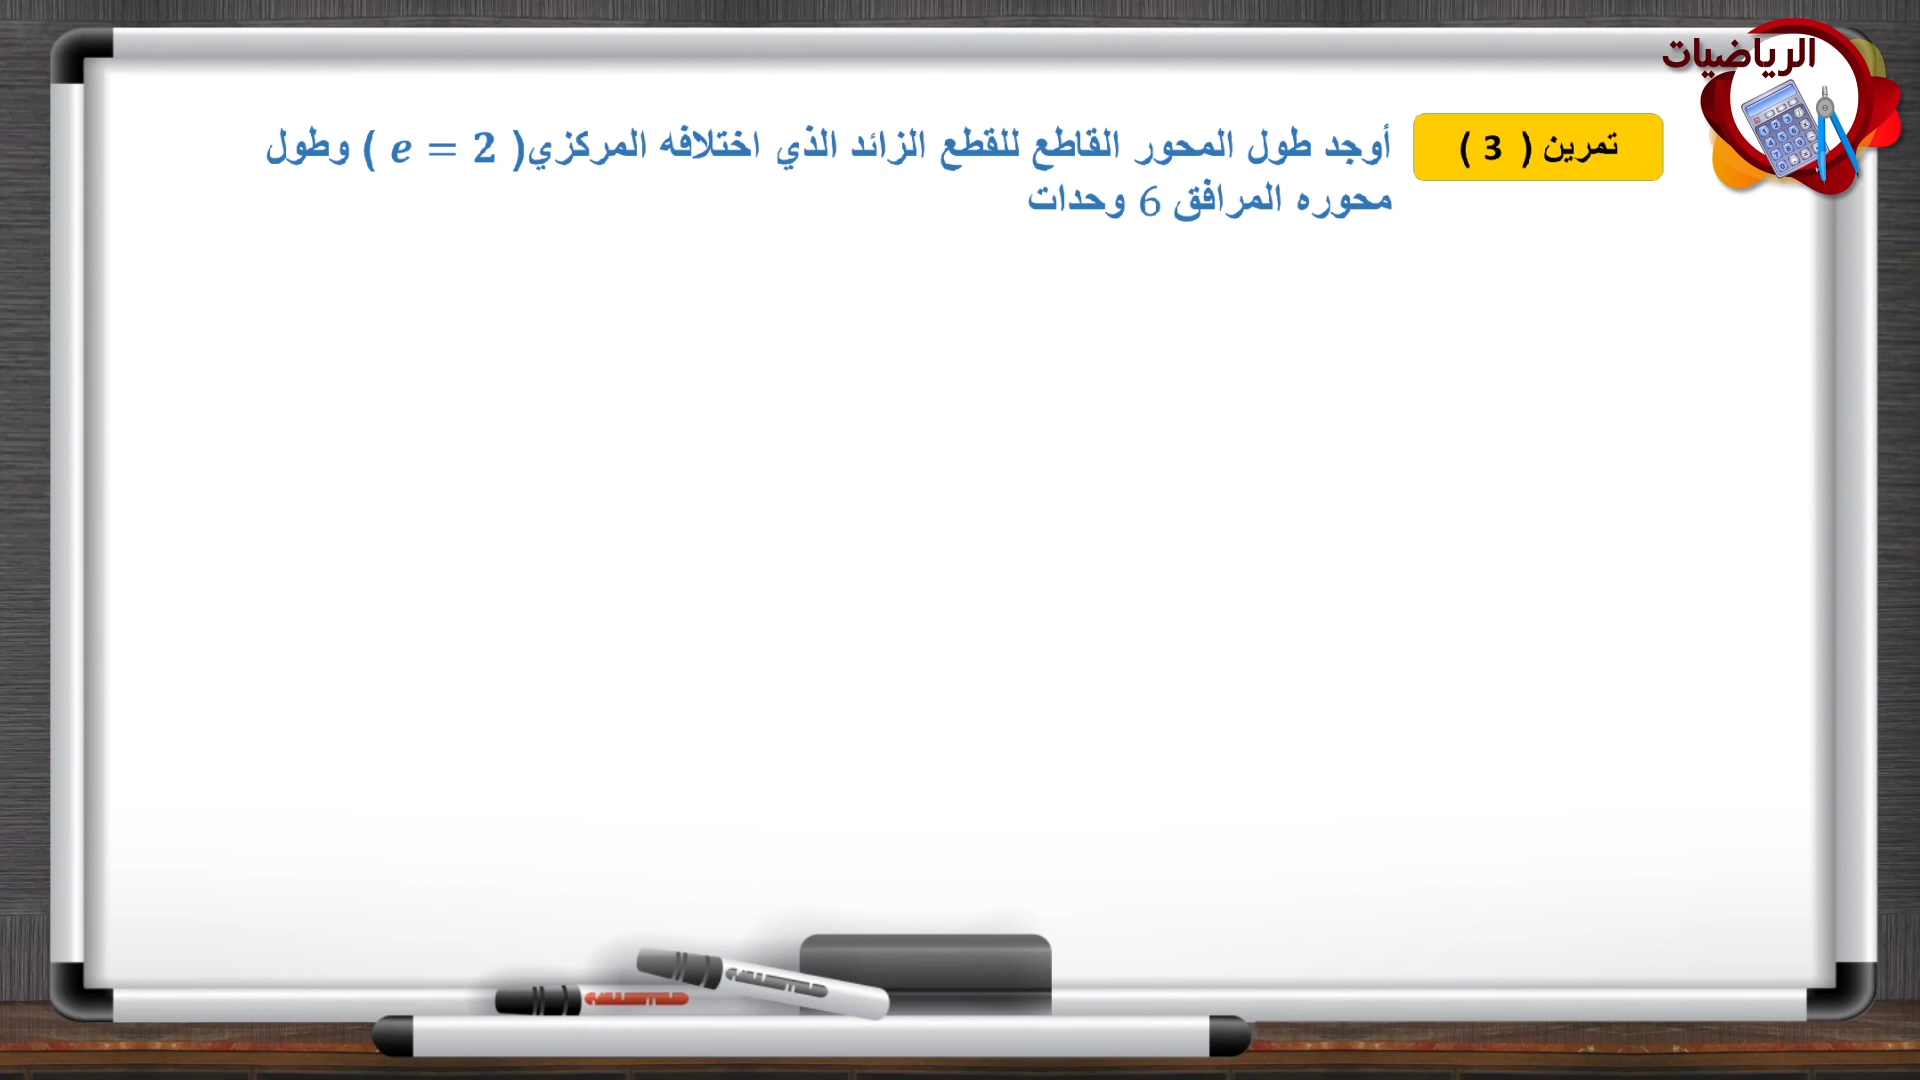 الرياضيات
تمرين ( 3 )
أوجد طول المحور القاطع للقطع الزائد الذي اختلافه المركزي( e = 2 ) وطول
محوره المرافق 6 وحدات